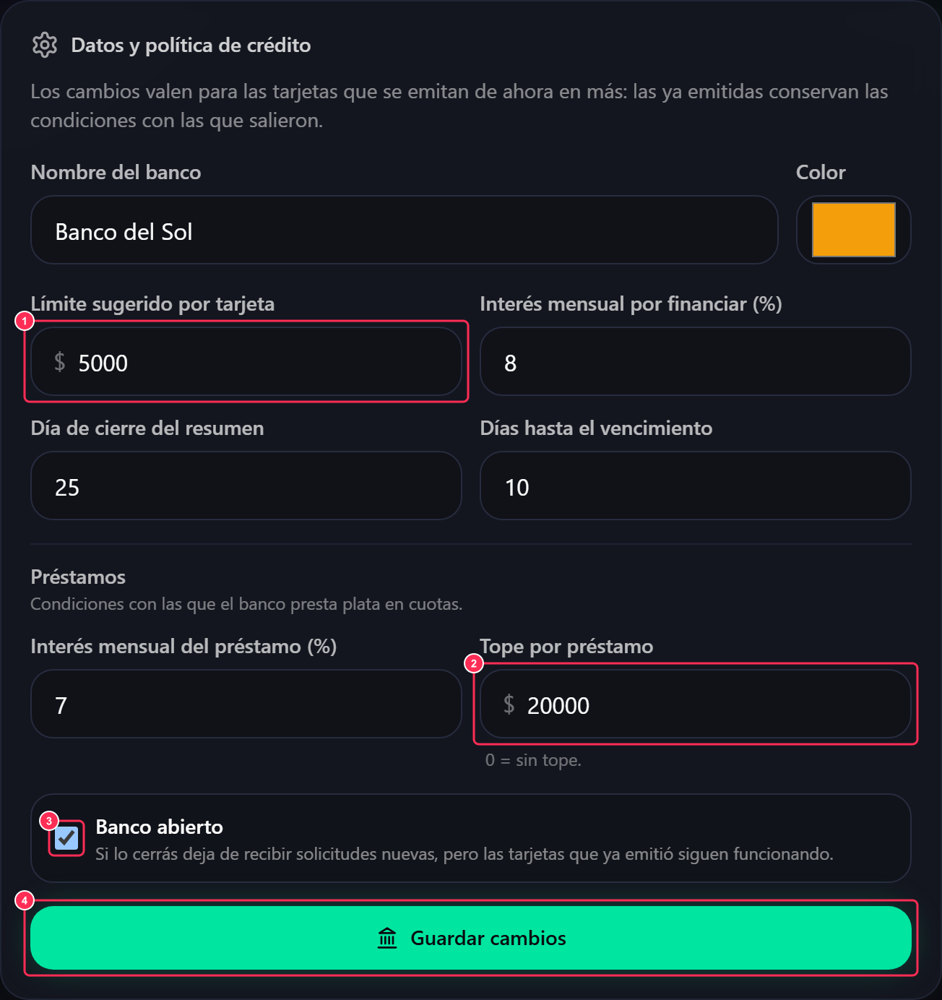 Datos y política de crédito
Los cambios valen para las tarjetas que se emitan de ahora en más: las ya emitidas conservan las
condiciones con las que salieron.
Nombre del banco
Color
Banco del Sol
Límite sugerido por tarjeta
Interés mensual por financiar (%)
1
$ 5000
8
Día de cierre del resumen
Días hasta el vencimiento
25
10
Préstamos
Condiciones con las que el banco presta plata en cuotas.
Interés mensual del préstamo (%)
Tope por préstamo
2
7
$ 20000
0 = sin tope.
3
Banco abierto
Si lo cerrás deja de recibir solicitudes nuevas, pero las tarjetas que ya emitió siguen funcionando.
4
Guardar cambios